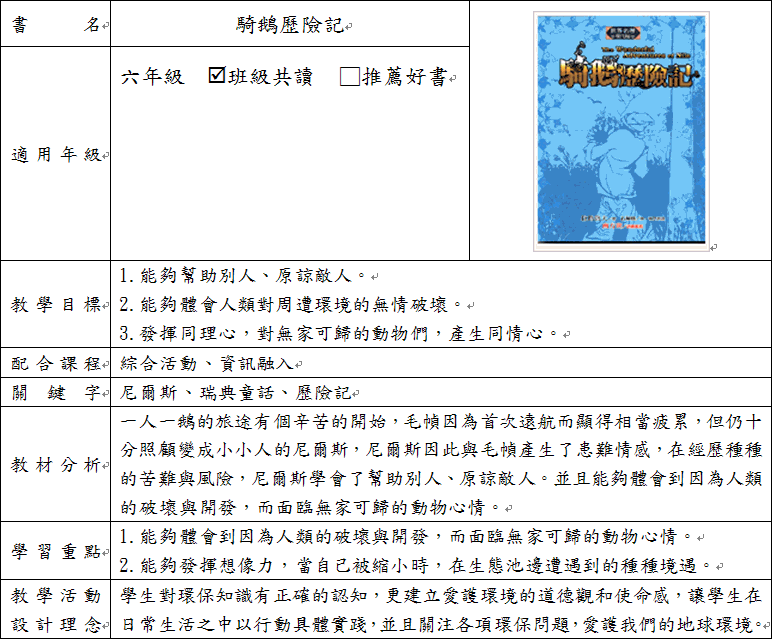 書名
騎鵝歷險記
世界名著
The Wonderful
Adventures of Nils
騎鵝歷險記
適用年級
六年級 ☑班級共讀 □推薦好書
教學目標
1.能夠幫助別人、原諒敵人。
2.能夠體會人類對周遭環境的無情破壞。
3.發揮同理心,對無家可歸的動物們,產生同情心。
配合課程
綜合活動、資訊融入
關鍵字
尼爾斯、瑞典童話、歷險記
教材分析
一人一鵝的旅途有個辛苦的開始,毛幀因為首次遠航而顯得相當疲累,但仍十
分照顧變成小小人的尼爾斯,尼爾斯因此與毛幀產生了患難情感,在經歷種種
的苦難與風險,尼爾斯學會了幫助別人、原諒敵人。並且能夠體會到因為人類
的破壞與開發,而面臨無家可歸的動物心情。
學習重點
1.能夠體會到因為人類的破壞與開發,而面臨無家可歸的動物心情。
2.能夠發揮想像力,當自己被縮小時,在生態池邊遭遇到的種種境遇。
教學活動
設計理念
學生對環保知識有正確的認知,更建立愛護環境的道德觀和使命感,讓學生在
日常生活之中以行動具體實踐,並且關注各項環保問題,愛護我們的地球環境。